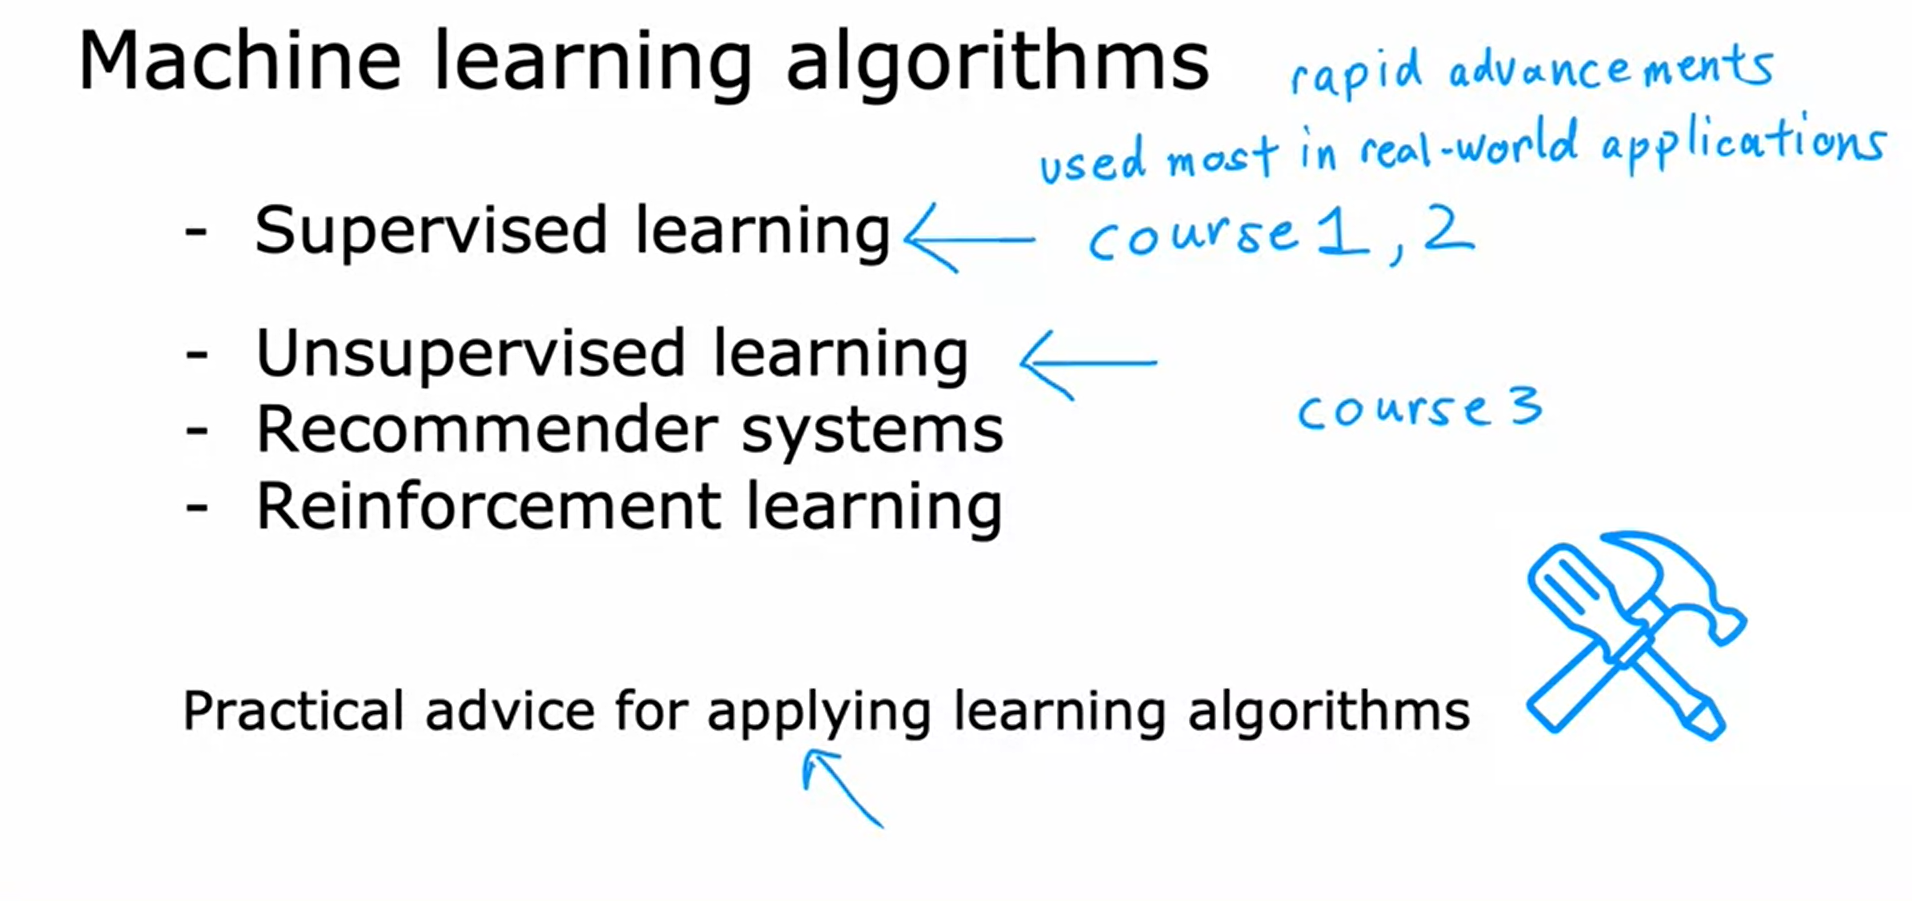 Machine learning algorithms
rapid advancements
used most in real-world applications
- Supervised learning
course 1, 2
- Unsupervised learning
course 3
- Recommender systems
- Reinforcement learning
Practical advice for applying learning algorithms